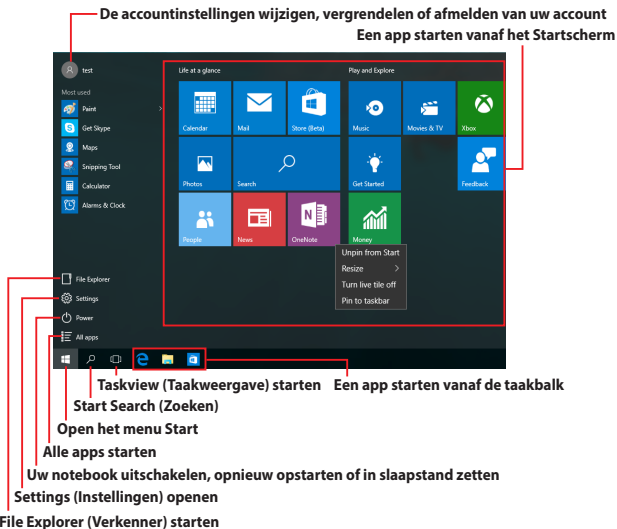 De accountinstellingen wijzigen, vergrendelen of afmelden van uw account
Een app starten vanaf het Startscherm
test
Life at a glance
Play and Explore
Most used
Paint
Get Skype
Maps
Snipping Tool
Calculator
Alarms & Clock
Calendar
Mail
Store (Beta)
Music
Movies & TV
Xbox
Photos
Search
Get Started
Feedback
People
News
OneNote
Money
Unpin from Start
Resize
Turn live tile off
Pin to taskbar
File Explorer
Settings
Power
All apps
Taskview (Taakweergave) starten
Een app starten vanaf de taakbalk
Start Search (Zoeken)
Open het menu Start
Alle apps starten
Uw notebook uitschakelen, opnieuw opstarten of in slaapstand zetten
Settings (Instellingen) openen
File Explorer (Verkenner) starten